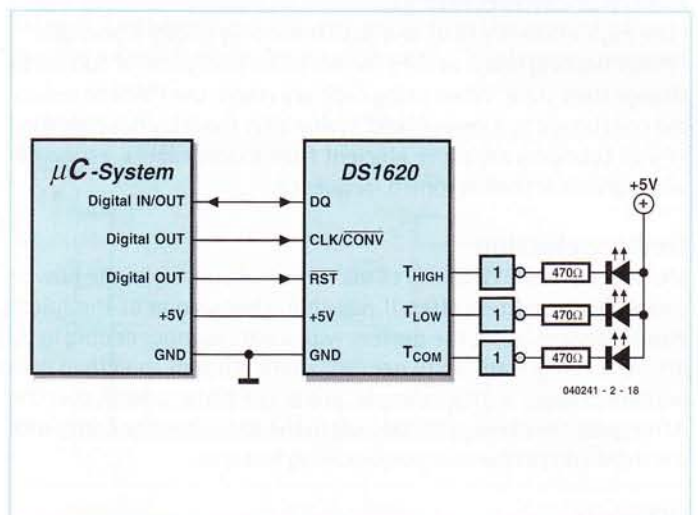 μC-System
Digital IN/OUT
Digital OUT
Digital OUT
+5V
GND
DS1620
DQ
CLK/CONV
RST
+5V
GND
THIGH
TLOW
TCOM
1
1
1
470Ω
470Ω
470Ω
+5V
040241 - 2 - 18